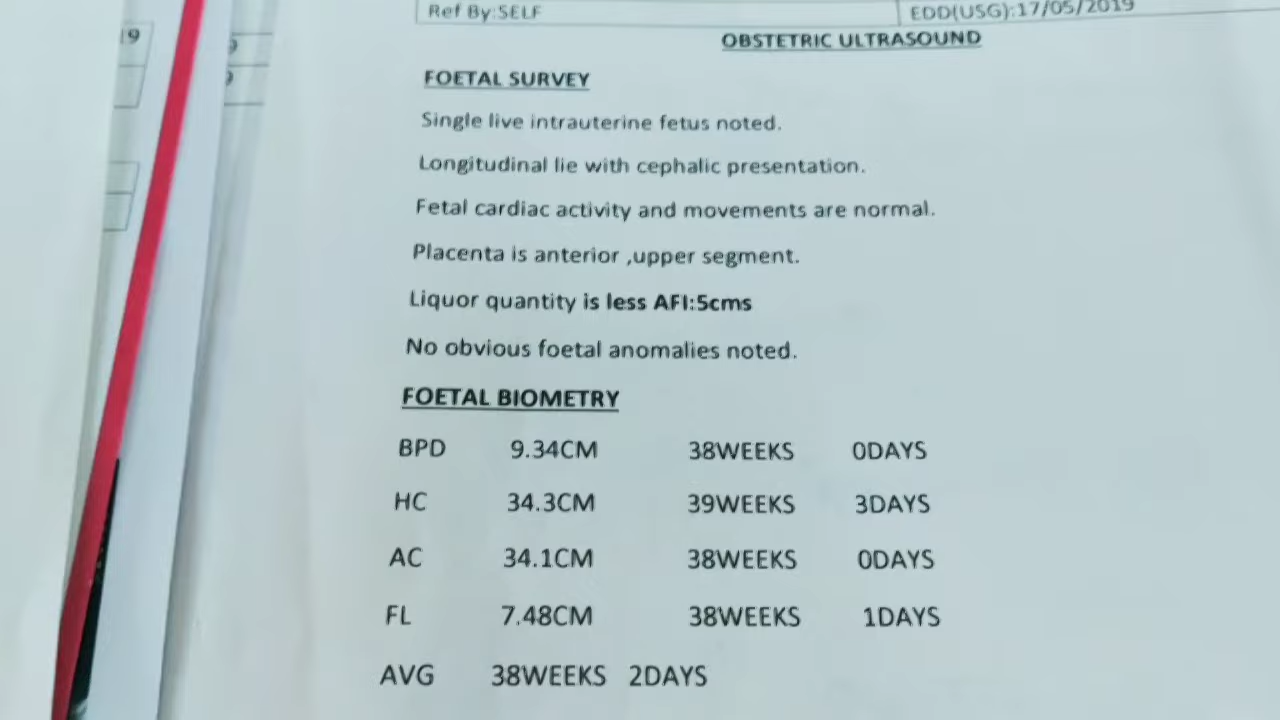 Ref By:SELF
EDD(USG):17/05/2019
19
9
9
OBSTETRIC ULTRASOUND
FOETAL SURVEY
Single live intrauterine fetus noted.
Longitudinal lie with cephalic presentation.
Fetal cardiac activity and movements are normal.
Placenta is anterior ,upper segment.
Liquor quantity is less AFI:5cms
No obvious foetal anomalies noted.
FOETAL BIOMETRY
BPD 9.34CM 38WEEKS 0DAYS
HC 34.3CM 39WEEKS 3DAYS
AC 34.1CM 38WEEKS 0DAYS
FL 7.48CM 38WEEKS 1DAYS
AVG 38WEEKS 2DAYS